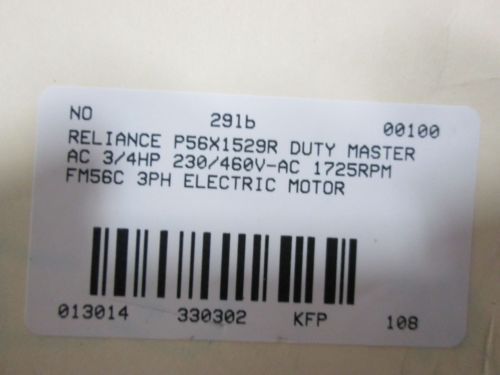 NO 29lb 00100
RELIANCE P56X1529R DUTY MASTER
AC 3/4HP 230/460V-AC 1725RPM
FM56C 3PH ELECTRIC MOTOR
013014 330302 KFP 108